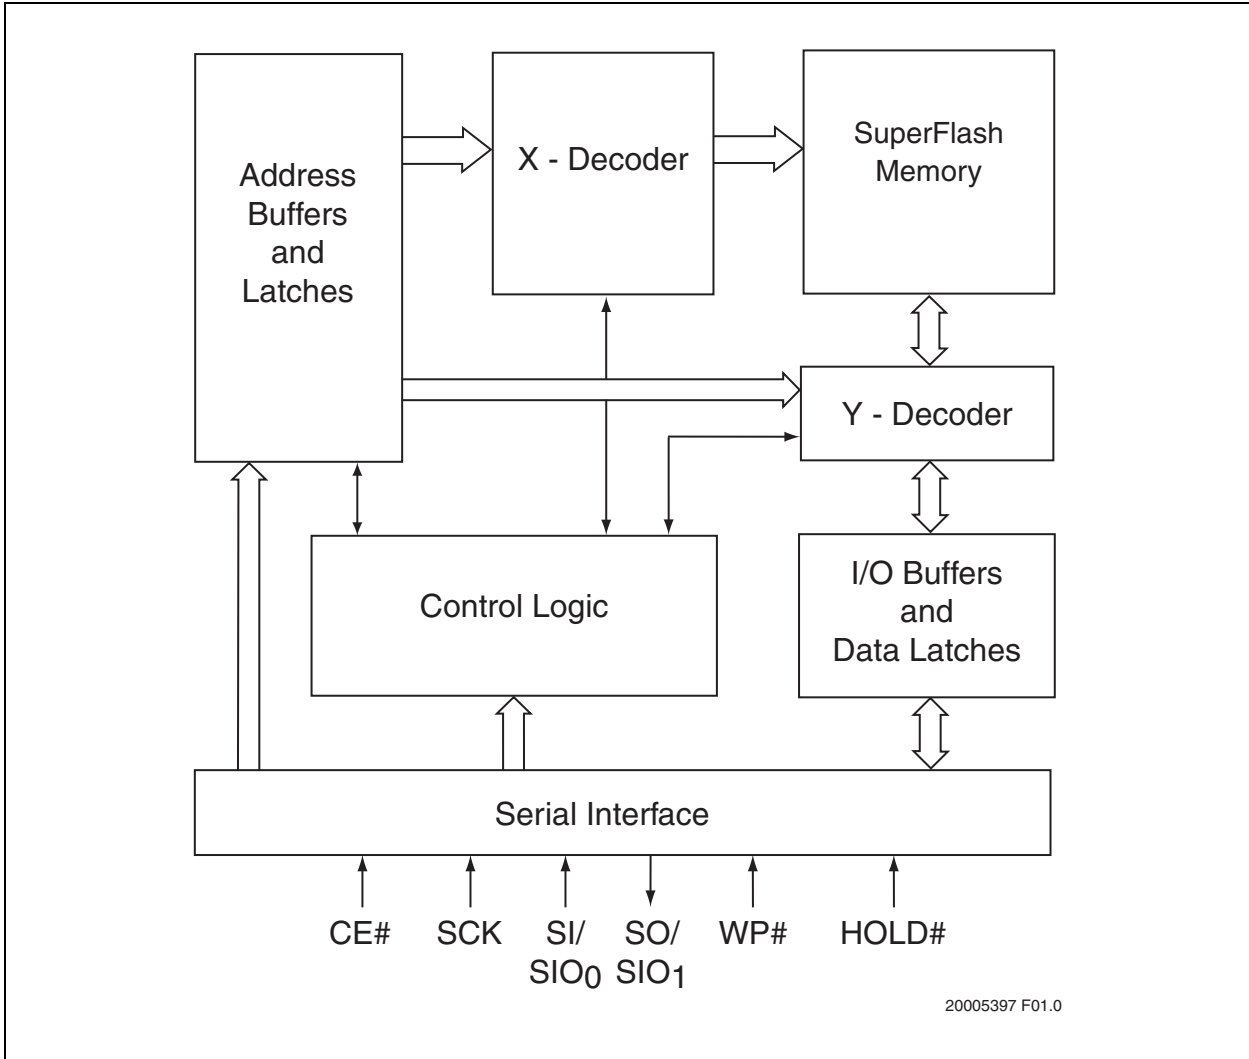 Address
Buffers
and
Latches
X - Decoder
SuperFlash
Memory
Y - Decoder
Control Logic
I/O Buffers
and
Data Latches
Serial Interface
CE# SCK SI/ SO/ WP# HOLD#
SIO0 SIO1
20005397 F01.0